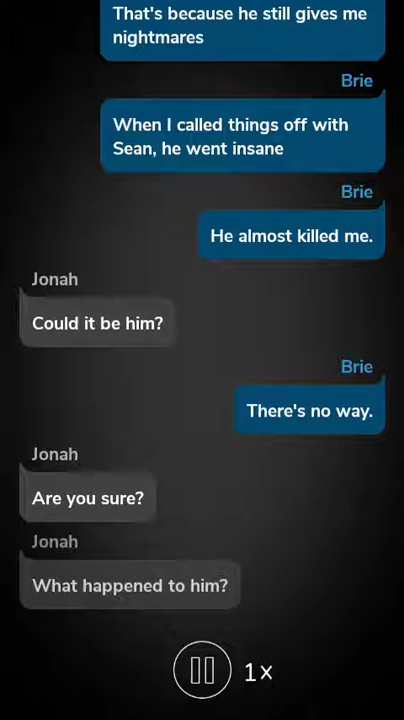 That's because he still gives me
nightmares
Brie
When I called things off with
Sean, he went insane
Brie
He almost killed me.
Jonah
Could it be him?
Brie
There's no way.
Jonah
Are you sure?
Jonah
What happened to him?
1×